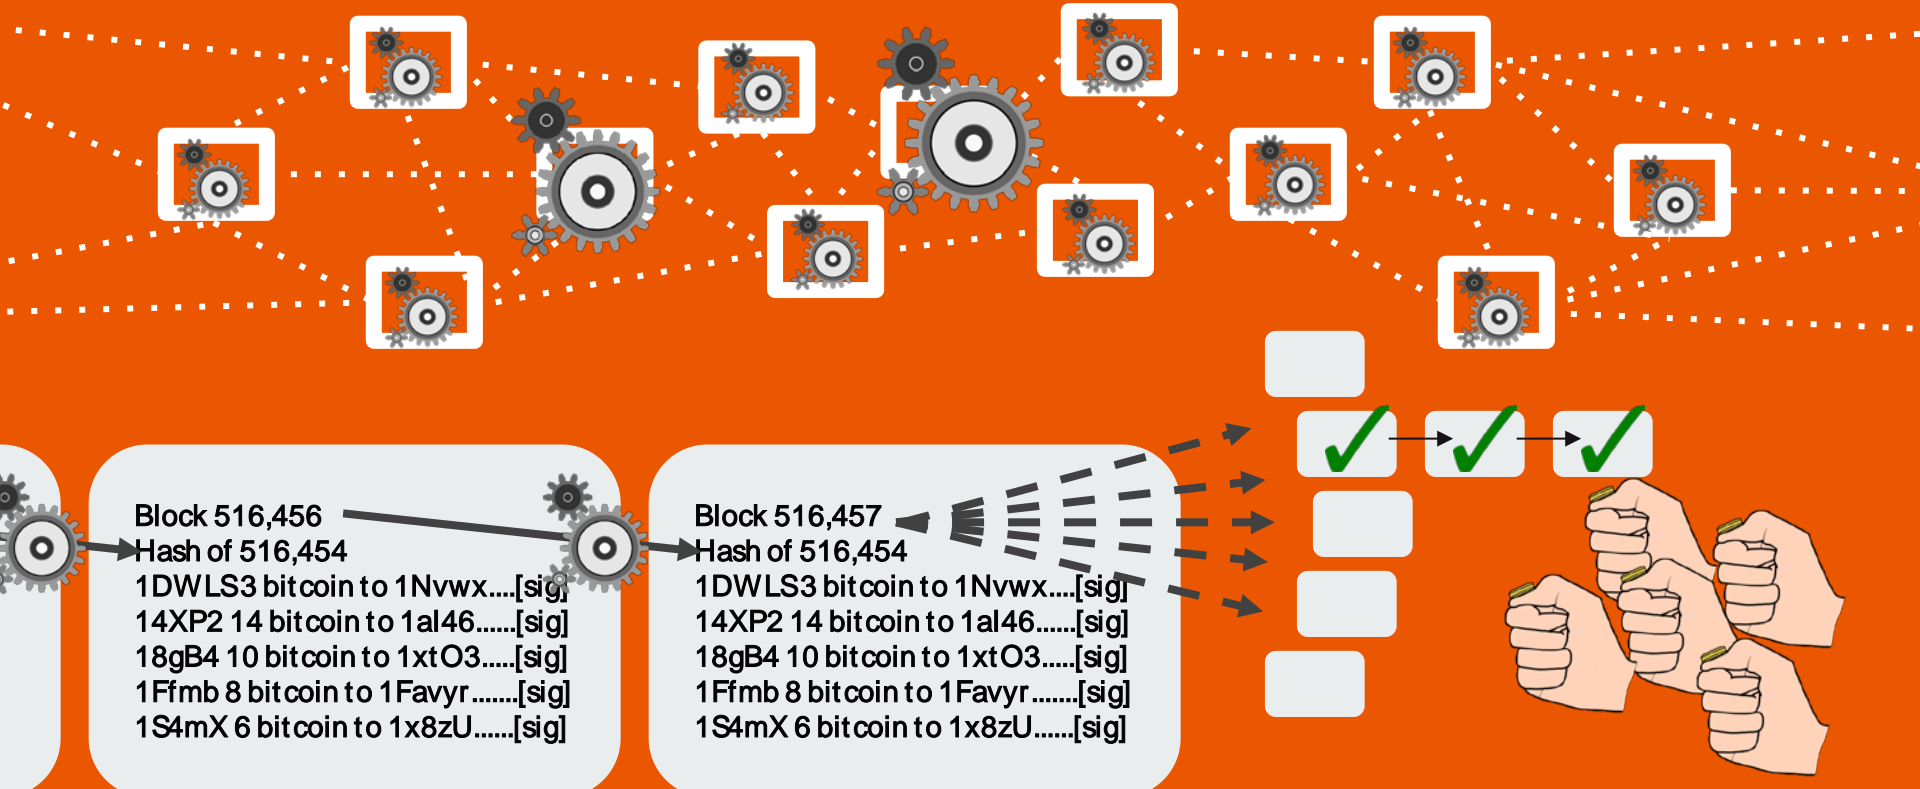 Block 516,456
Hash of 516,454
1DWLS3 bitcoin to 1Nvwx....[sig]
14XP2 14 bitcoin to 1aI46......[sig]
18gB4 10 bitcoin to 1xtO3.....[sig]
1Ffmb 8 bitcoin to 1Favyr.......[sig]
1S4mX 6 bitcoin to 1x8zU......[sig]
Block 516,457
Hash of 516,454
1DWLS3 bitcoin to 1Nvwx....[sig]
14XP2 14 bitcoin to 1aI46......[sig]
18gB4 10 bitcoin to 1xtO3.....[sig]
1Ffmb 8 bitcoin to 1Favyr.......[sig]
1S4mX 6 bitcoin to 1x8zU......[sig]